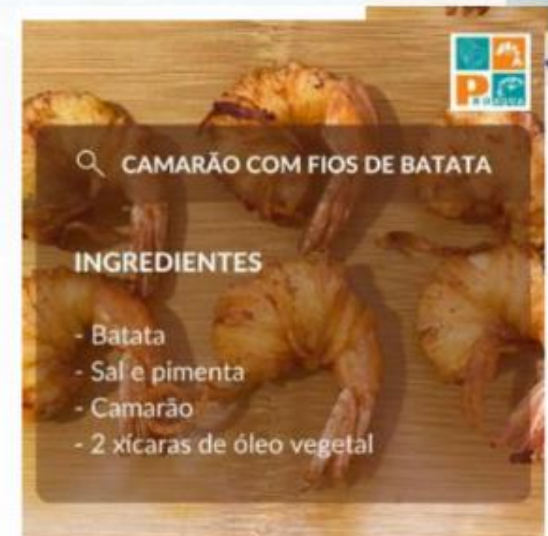 CAMARÃO COM FIOS DE BATATA
INGREDIENTES
- Batata
- Sal e pimenta
- Camarão
- 2 xícaras de óleo vegetal